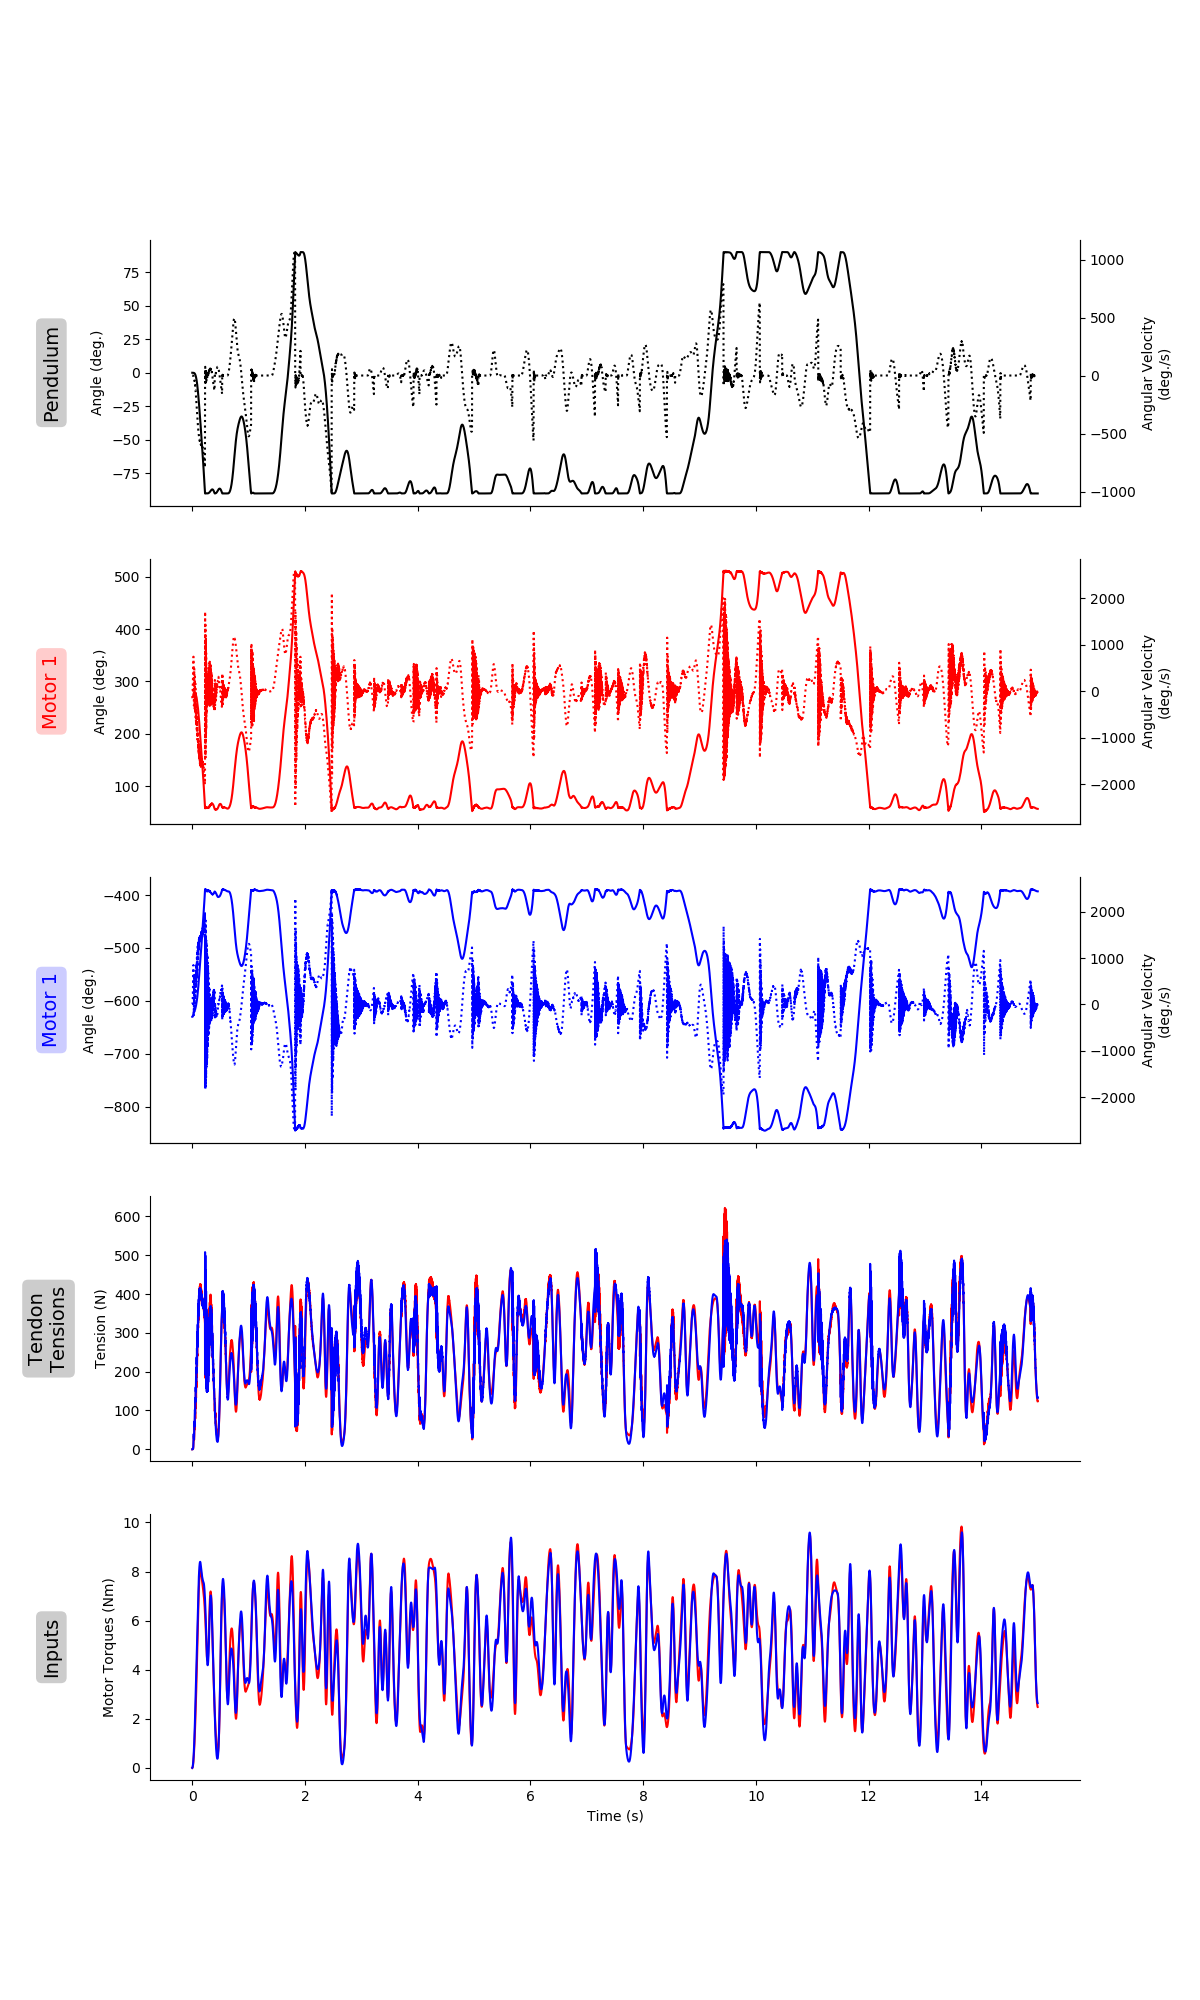 Pendulum
Angle (deg.)
75
50
25
0
−25
−50
−75
1000
500
0
−500
−1000
Angular Velocity
(deg./s)
Motor 1
Angle (deg.)
500
400
300
200
100
2000
1000
0
−1000
−2000
Angular Velocity
(deg./s)
Motor 1
Angle (deg.)
−400
−500
−600
−700
−800
2000
1000
0
−1000
−2000
Angular Velocity
(deg./s)
Tendon
Tensions
Tension (N)
600
500
400
300
200
100
0
Inputs
Motor Torques (Nm)
10
8
6
4
2
0
0 2 4 6 8 10 12 14
Time (s)